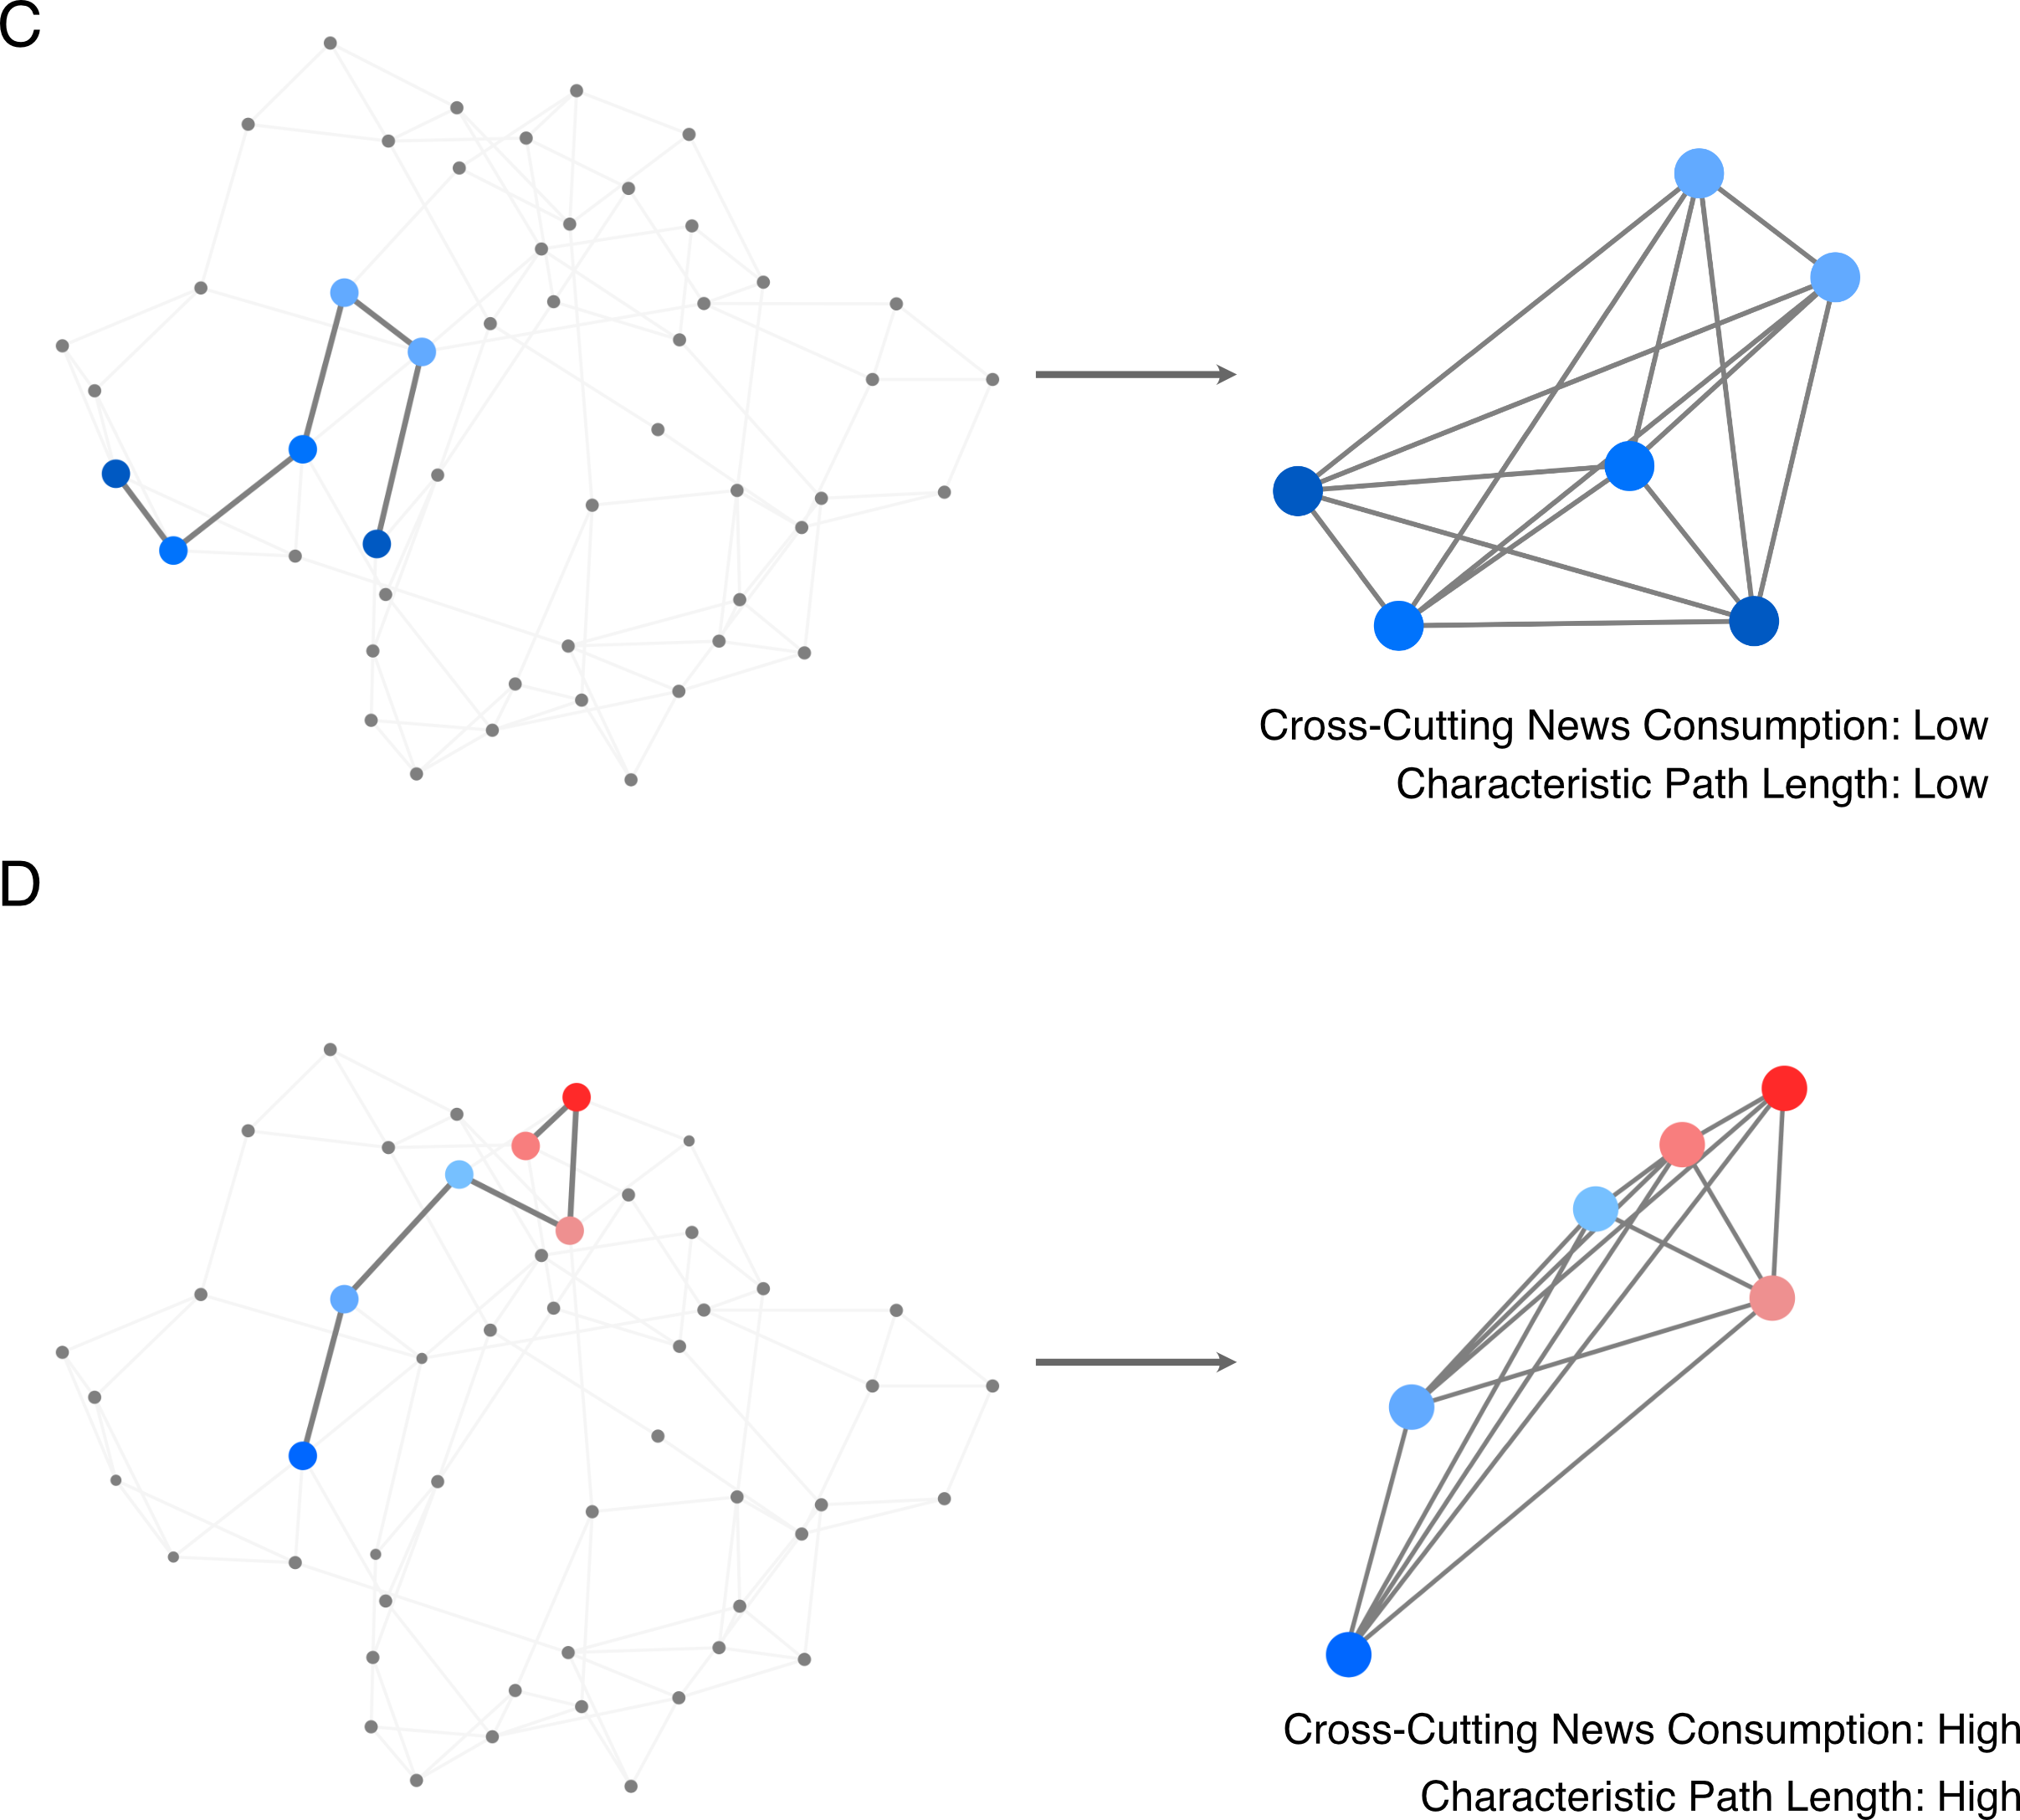 C
Cross-Cutting News Consumption: Low
Characteristic Path Length: Low
D
Cross-Cutting News Consumption: High
Characteristic Path Length: High